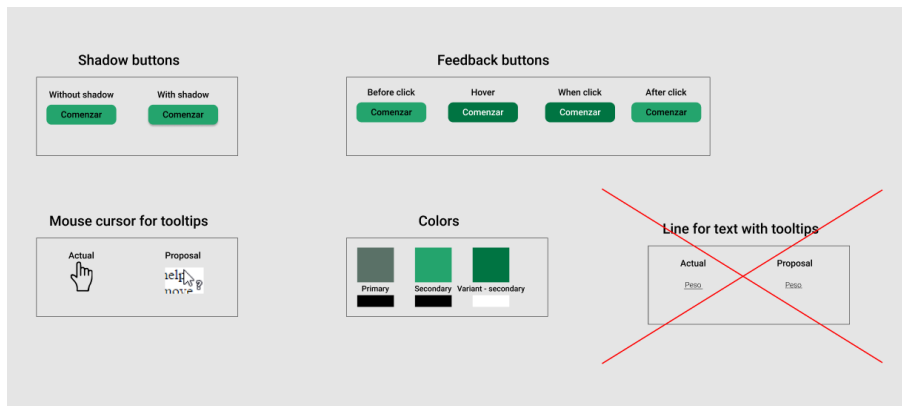 Shadow buttons
Without shadow
With shadow
Comenzar
Comenzar
Feedback buttons
Before click
Hover
When click
After click
Comenzar
Comenzar
Comenzar
Comenzar
Mouse cursor for tooltips
Actual
Proposal
help
move
?
Colors
Primary
Secondary
Variant - secondary
Line for text with tooltips
Actual
Proposal
Peso
Peso